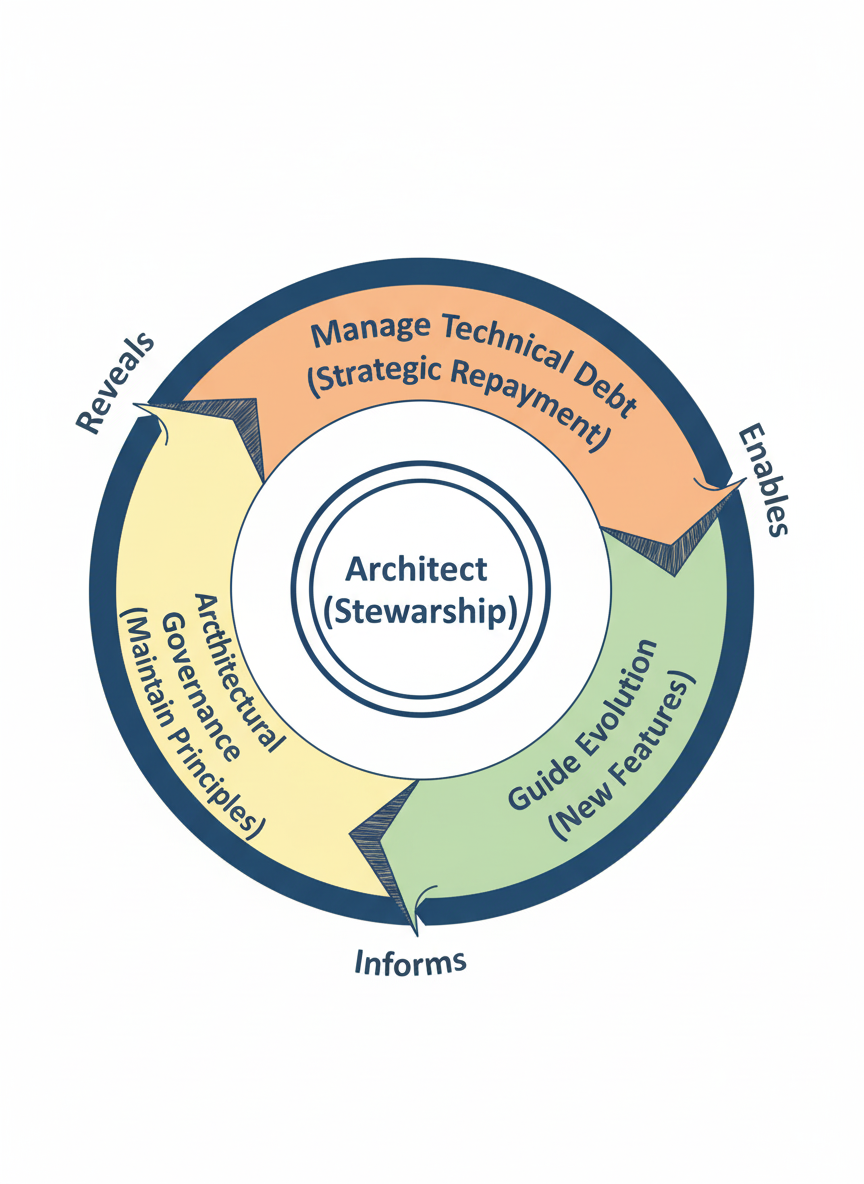 Manage Technical Debt
(Strategic Repayment)
Enables
Guide Evolution
(New Features)
Informs
Arcthitectural
Governance
(Maintain Principles)
Reveals
Architect
(Stewarship)